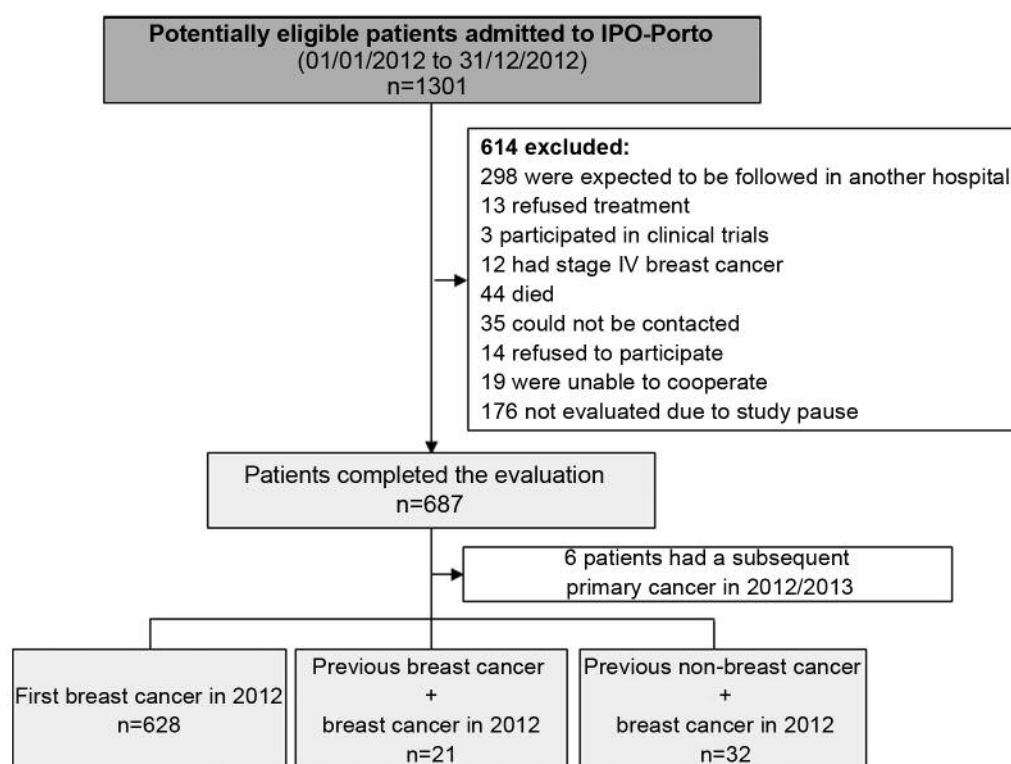 Potentially eligible patients admitted to IPO-Porto
(01/01/2012 to 31/12/2012)
n=1301
614 excluded:
298 were expected to be followed in another hospital
13 refused treatment
3 participated in clinical trials
12 had stage IV breast cancer
44 died
35 could not be contacted
14 refused to participate
19 were unable to cooperate
176 not evaluated due to study pause
Patients completed the evaluation
n=687
6 patients had a subsequent
primary cancer in 2012/2013
First breast cancer in 2012
n=628
Previous breast cancer
+
breast cancer in 2012
n=21
Previous non-breast cancer
+
breast cancer in 2012
n=32